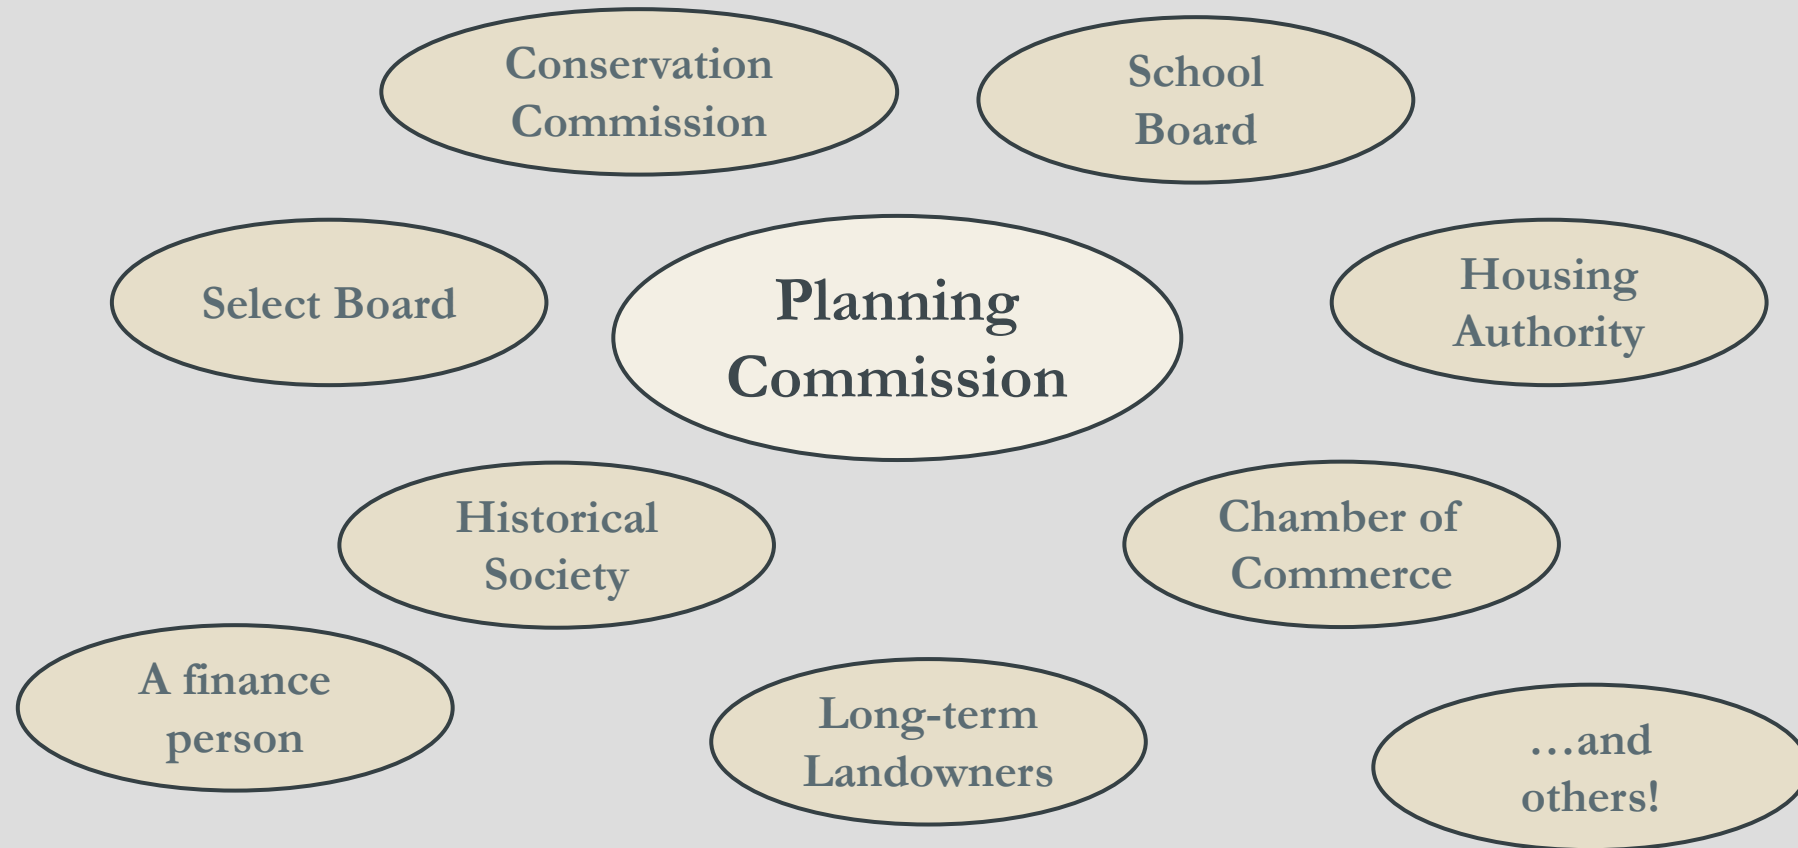 Conservation
Commission
School
Board
Select Board
Planning
Commission
Housing
Authority
Historical
Society
Chamber of
Commerce
A finance
person
Long-term
Landowners
…and
others!